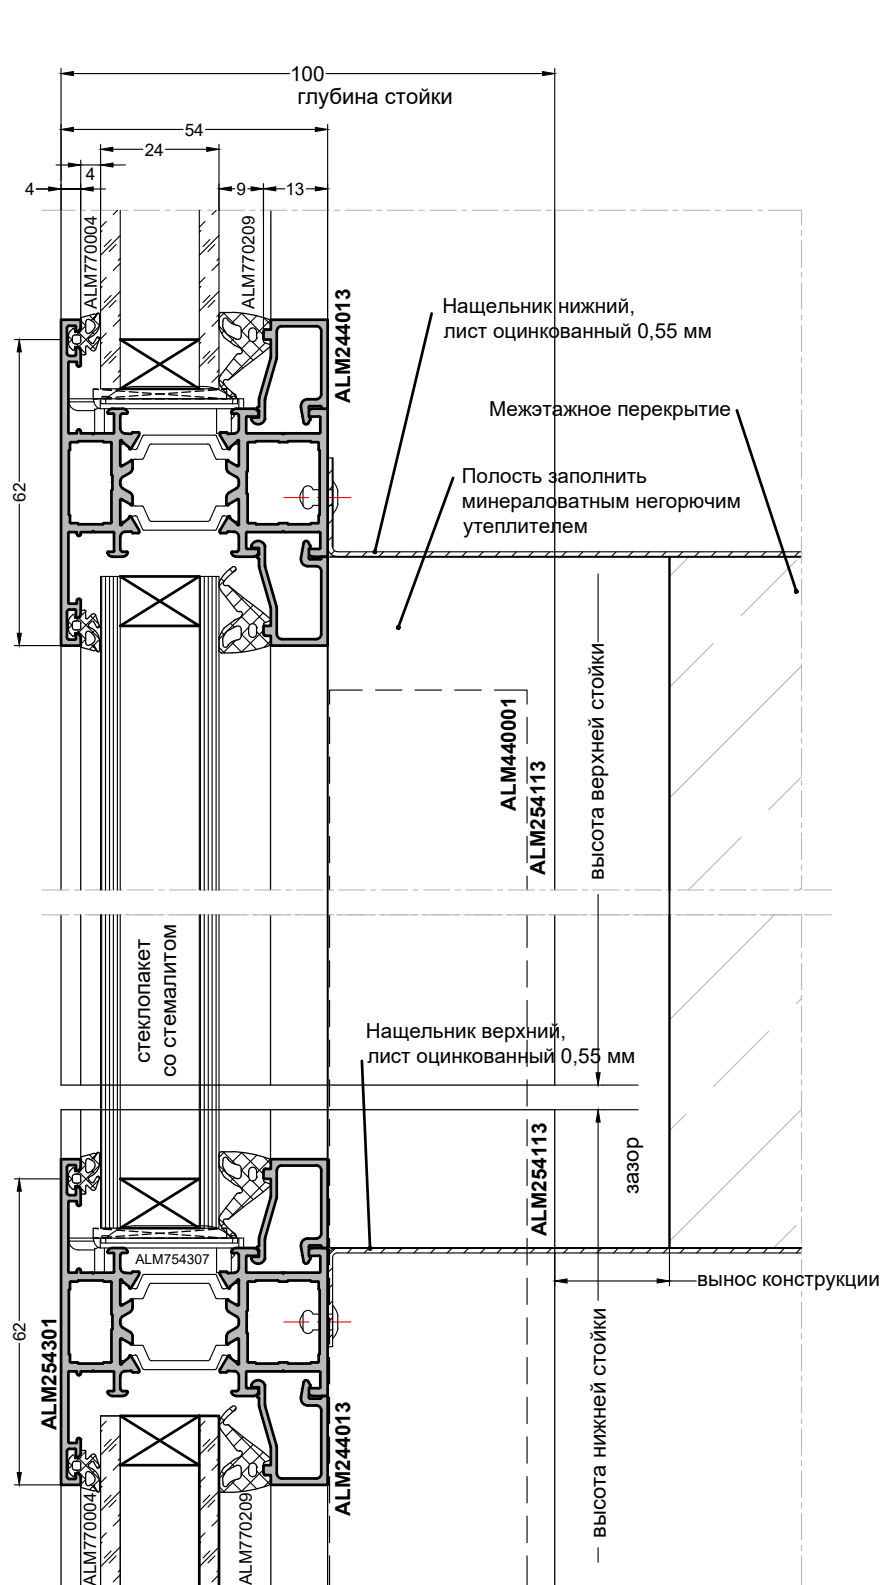 100
глубина стойки
54
24
4
4
9
13
ALM770004
ALM770209
ALM244013
Нащельник нижний,
лист оцинкованный 0,55 мм
Межэтажное перекрытие
Полость заполнить
минераловатным негорючим
утеплителем
62
высота верхней стойки
ALM440001
ALM254113
стеклопакет
со стемалитом
Нащельник верхний,
лист оцинкованный 0,55 мм
ALM254113
зазор
ALM754307
вынос конструкции
62
ALM254301
высота нижней стойки
ALM244013
ALM770004
ALM770209